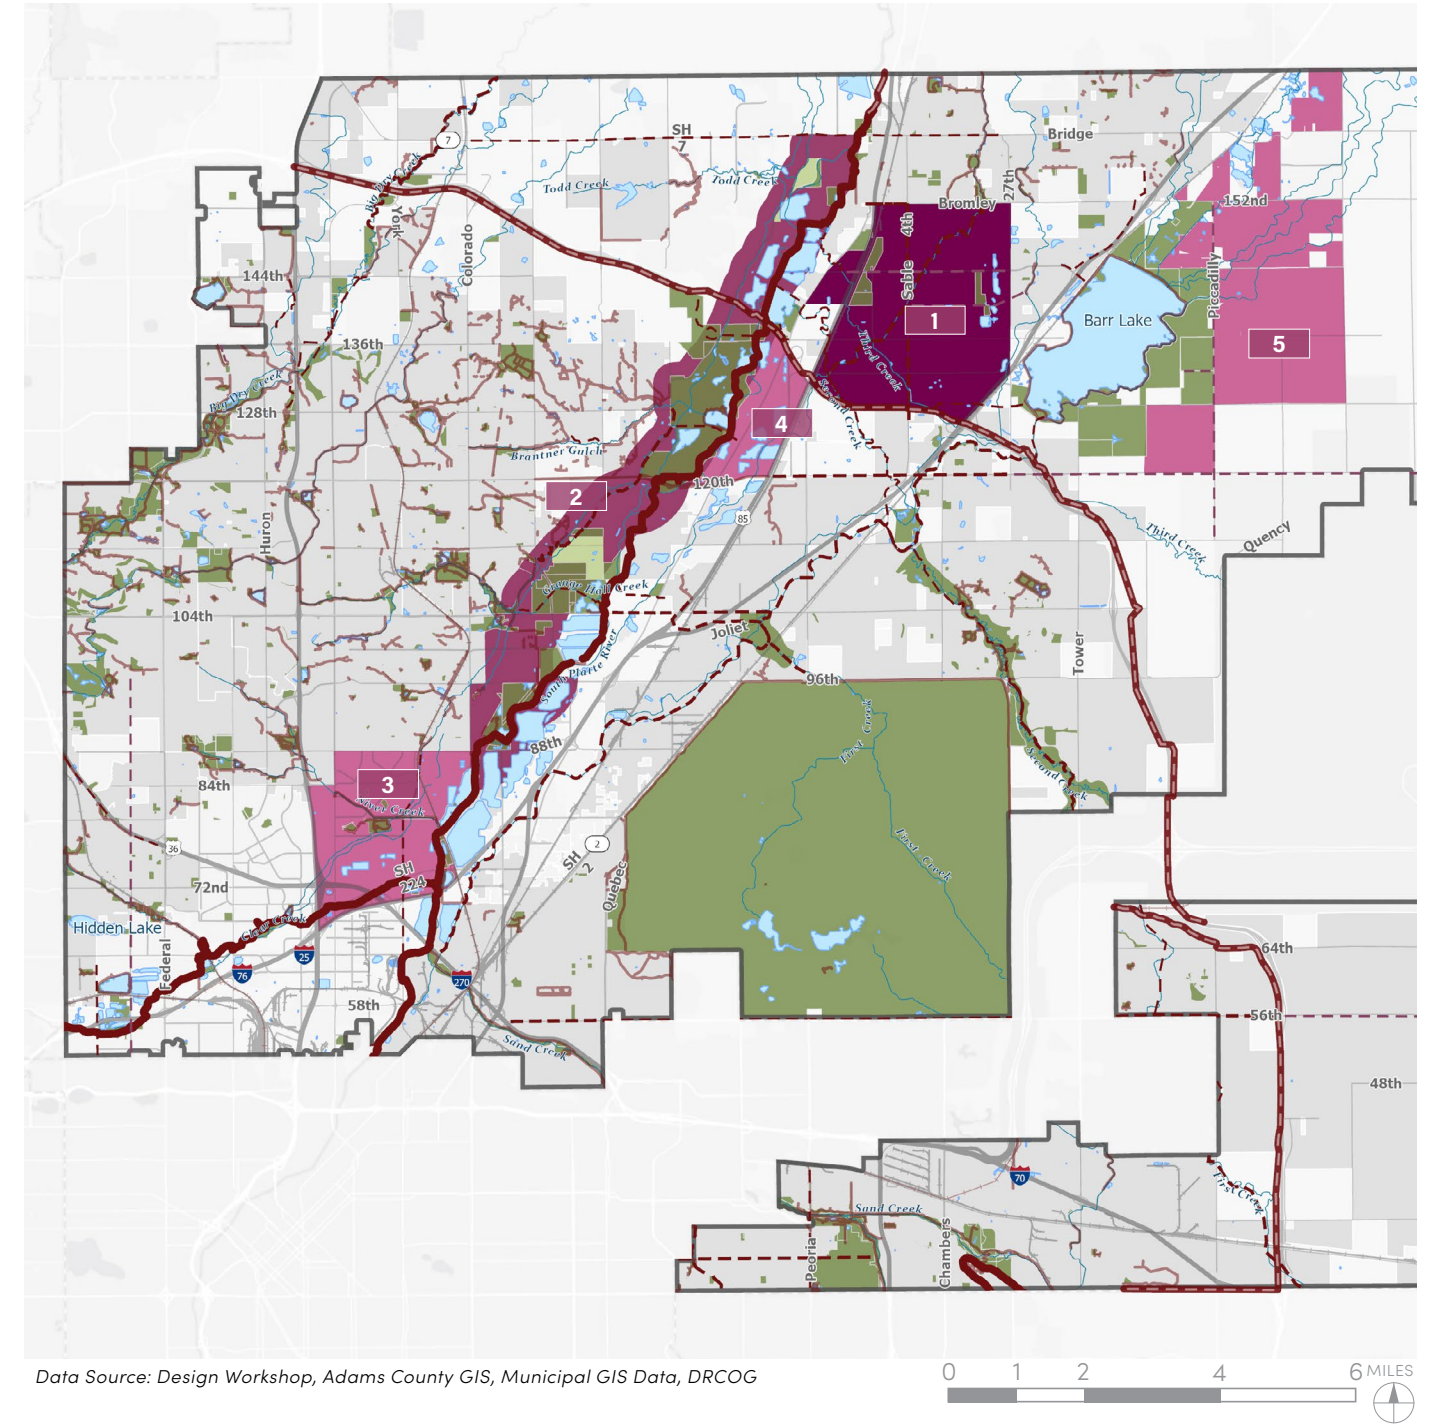 SH
7
7
Bridge
Big Dry Creek
Todd Creek
Todd Creek
27th
York
Bromley
152nd
4th
Colorado
144th
Sable
Piccadilly
Barr Lake
1
5
136th
Third Creek
Big Dry Creek
128th
Second Creek
4
Brantner Gulch
120th
2
85
Huron
Third Creek
Quency
Grange Hall Creek
104th
Joliet
Tower
South Platte River
96th
First Creek
88th
Second Creek
84th
3
Niver Creek
36
SH
2
2
First Creek
SH
224
72nd
Quebec
Clear Creek
Hidden Lake
Federal
25
76
270
64th
58th
56th
Sand Creek
48th
70
First Creek
Sand Creek
Peoria
Chambers
Data Source: Design Workshop, Adams County GIS, Municipal GIS Data, DRCOG
0 1 2 4 6 MILES